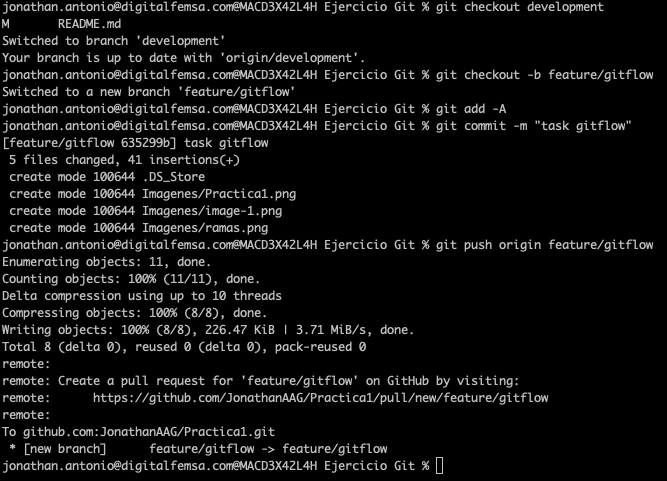 jonathan.antonio@digitalfemsa.com@MACD3X4ZL4H Ejercicio Git % git checkout development
M       README.md
Switched to branch 'development'
Your branch is up to date with 'origin/development'.
jonathan.antonio@digitalfemsa.com@MACD3X4ZL4H Ejercicio Git % git checkout -b feature/gitflow
Switched to a new branch 'feature/gitflow'
jonathan.antonio@digitalfemsa.com@MACD3X4ZL4H Ejercicio Git % git add -A
jonathan.antonio@digitalfemsa.com@MACD3X4ZL4H Ejercicio Git % git commit -m "task gitflow"
[feature/gitflow 635299b] task gitflow
 5 files changed, 41 insertions(+)
 create mode 100644 .DS_Store
 create mode 100644 Imagenes/Practica1.png
 create mode 100644 Imagenes/image-1.png
 create mode 100644 Imagenes/ramas.png
jonathan.antonio@digitalfemsa.com@MACD3X4ZL4H Ejercicio Git % git push origin feature/gitflow
Enumerating objects: 11, done.
Counting objects: 100% (11/11), done.
Delta compression using up to 10 threads
Compressing objects: 100% (8/8), done.
Writing objects: 100% (8/8), 226.47 KiB | 3.71 MiB/s, done.
Total 8 (delta 0), reused 0 (delta 0), pack-reused 0
remote:
remote: Create a pull request for 'feature/gitflow' on GitHub by visiting:
remote:      https://github.com/JonathanAAG/Practica1/pull/new/feature/gitflow
remote:
To github.com:JonathanAAG/Practica1.git
 * [new branch]      feature/gitflow -> feature/gitflow
jonathan.antonio@digitalfemsa.com@MACD3X4ZL4H Ejercicio Git %